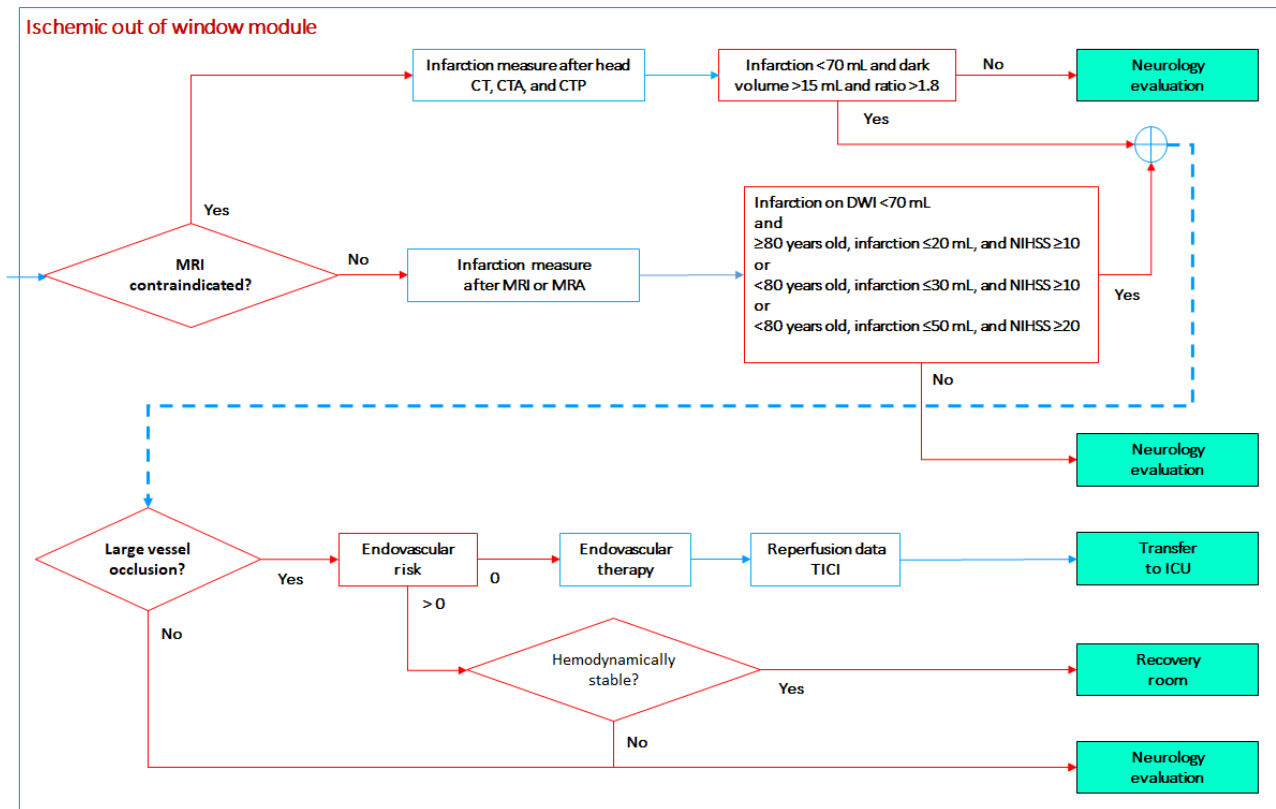 Ischemic out of window module
Infarction measure after head
CT, CTA, and CTP
Infarction <70 mL and dark
volume >15 mL and ratio >1.8
No
Neurology
evaluation
Yes
Yes
MRI
contraindicated?
No
Infarction measure
after MRI or MRA
Infarction on DWI <70 mL
and
≥80 years old, infarction ≤20 mL, and NIHSS ≥10
or
<80 years old, infarction ≤30 mL, and NIHSS ≥10
or
<80 years old, infarction ≤50 mL, and NIHSS ≥20
Yes
No
Neurology
evaluation
Large vessel
occlusion?
Yes
Endovascular
risk
0
Endovascular
therapy
Reperfusion data
TICI
Transfer
to ICU
> 0
No
Hemodynamically
stable?
Yes
Recovery
room
No
Neurology
evaluation